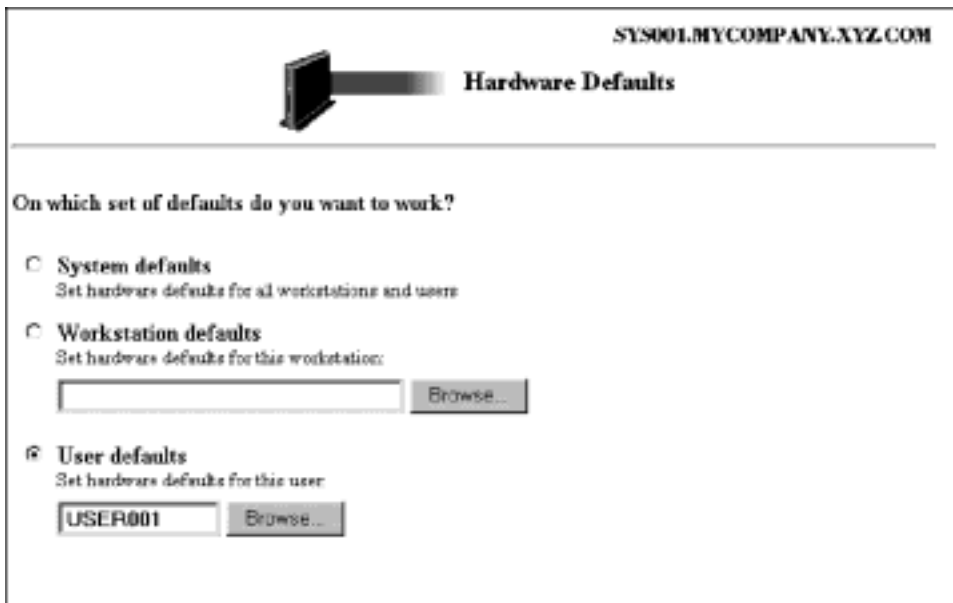 SYS001.MYCOMPANY.XYZ.COM
Hardware Defaults
On which set of defaults do you want to work?
System defaults
Set hardware defaults for all workstations and users
Workstation defaults
Set hardware defaults for this workstation:
Browse...
User defaults
Set hardware defaults for this user:
USER001 Browse...